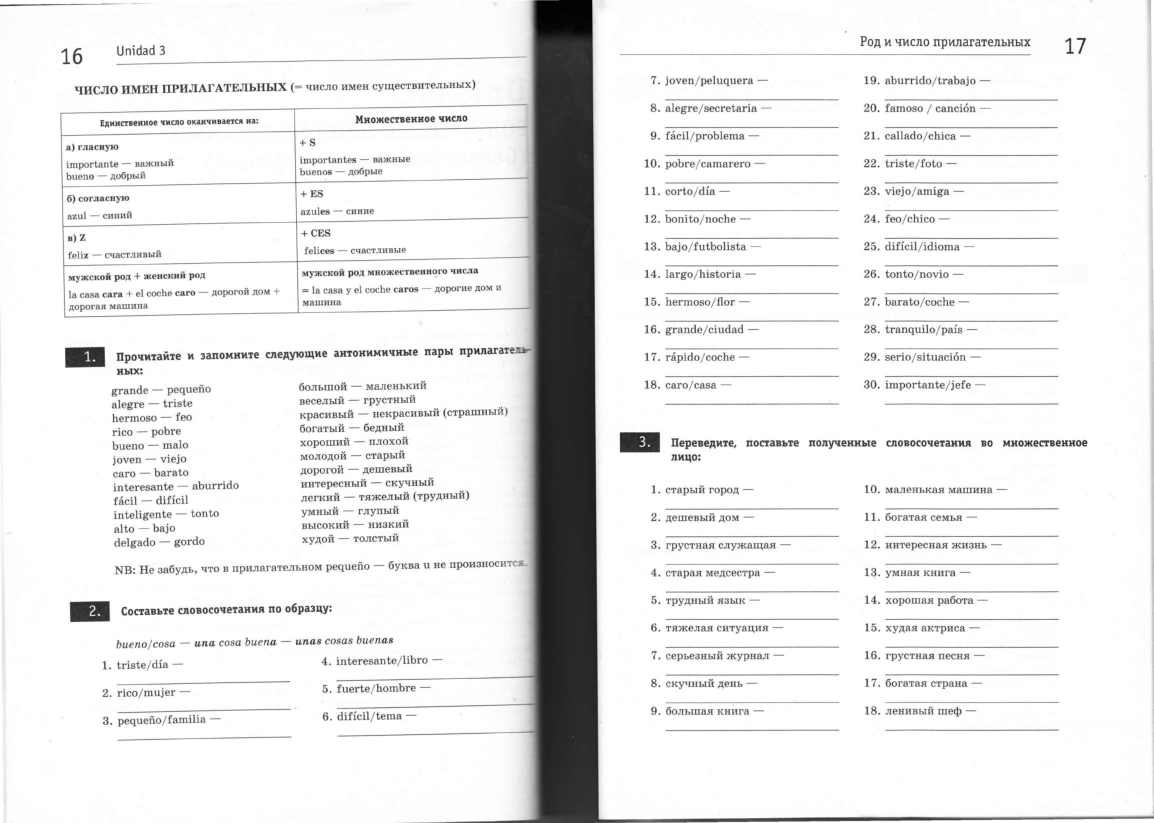 16 Unidad 3
ЧИСЛО ИМЕН ПРИЛАГАТЕЛЬНЫХ (= число имен существительных)
Единственное число оканчивается на: Множественное число
а) гласную + S
importante — важный importantes — важные
bueno — добрый buenos — добрые
б) согласную + ES
azul — синий azules — синие
в) Z + CES
feliz — счастливый felices — счастливые
мужской род + женский род мужской род множественного числа
la casa cara + el coche caro — дорогой дом + = la casa y el coche caros — дорогие дом и
дорогая машина машина
1. Прочитайте и запомните следующие антонимичные пары прилагатель-
ных:
grande — pequeño большой — маленький
alegre — triste веселый — грустный
hermoso — feo красивый — некрасивый (страшный)
rico — pobre богатый — бедный
bueno — malo хороший — плохой
joven — viejo молодой — старый
caro — barato дорогой — дешевый
interesante — aburrido интересный — скучный
fácil — difícil легкий — тяжелый (трудный)
inteligente — tonto умный — глупый
alto — bajo высокий — низкий
delgado — gordo худой — толстый
NB: Не забудь, что в прилагательном pequeño — буква u не произносится.
2. Составьте словосочетания по образцу:
bueno/cosa — una cosa buena — unas cosas buenas
1. triste/día —
2. rico/mujer —
3. pequeño/familia —
4. interesante/libro —
5. fuerte/hombre —
6. difícil/tema —
Род и число прилагательных 17
7. joven/peluquera —
8. alegre/secretaria —
9. fácil/problema —
10. pobre/camarero —
11. corto/día —
12. bonito/noche —
13. bajo/futbolista —
14. largo/historia —
15. hermoso/flor —
16. grande/ciudad —
17. rápido/coche —
18. caro/casa —
19. aburrido/trabajo —
20. famoso / canción —
21. callado/chica —
22. triste/foto —
23. viejo/amiga —
24. feo/chico —
25. difícil/idioma —
26. tonto/novio —
27. barato/coche —
28. tranquilo/país —
29. serio/situación —
30. importante/jefe —
3. Переведите, поставьте полученные словосочетания во множественное
лицо:
1. старый город —
2. дешевый дом —
3. грустная служащая —
4. старая медсестра —
5. трудный язык —
6. тяжелая ситуация —
7. серьезный журнал —
8. скучный день —
9. большая книга —
10. маленькая машина —
11. богатая семья —
12. интересная жизнь —
13. умная книга —
14. хорошая работа —
15. худая актриса —
16. грустная песня —
17. богатая страна —
18. ленивый шеф —